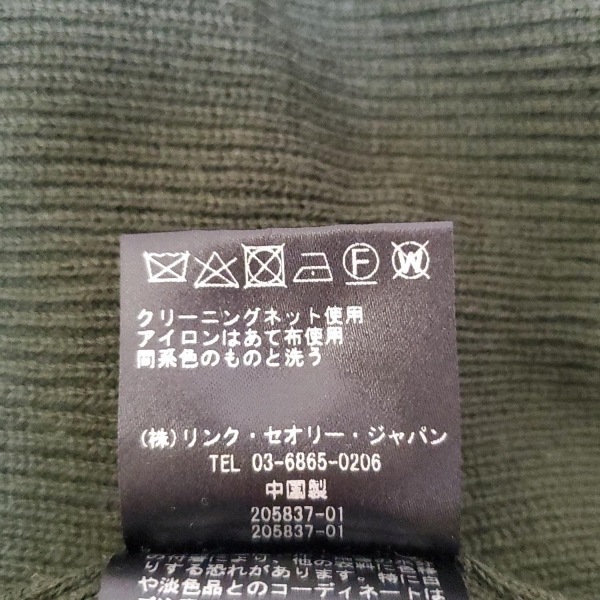 F W
クリーニングネット使用
アイロンはあて布使用
同系色のものと洗う
(株)リンク・セオリー・ジャパン
TEL 03-6865-0206
中国製
205837-01
205837-01
や淡色品とのコーディネート